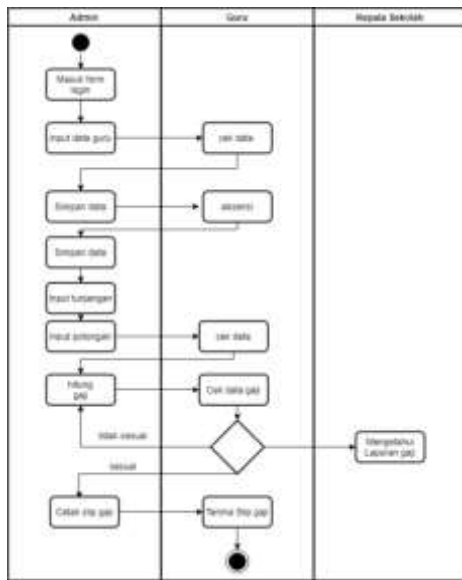 Admin
Guru
Kepala Sekolah
Masuk form
login
Input data guru
cek data
Simpan data
absensi
Simpan data
Input tunjangan
Input potongan
cek data
hitung
gaji
Cek data gaji
tidak sesuai
Mengetahui
Laporan gaji
sesuai
Cetak slip gaji
Terima Slip gaji